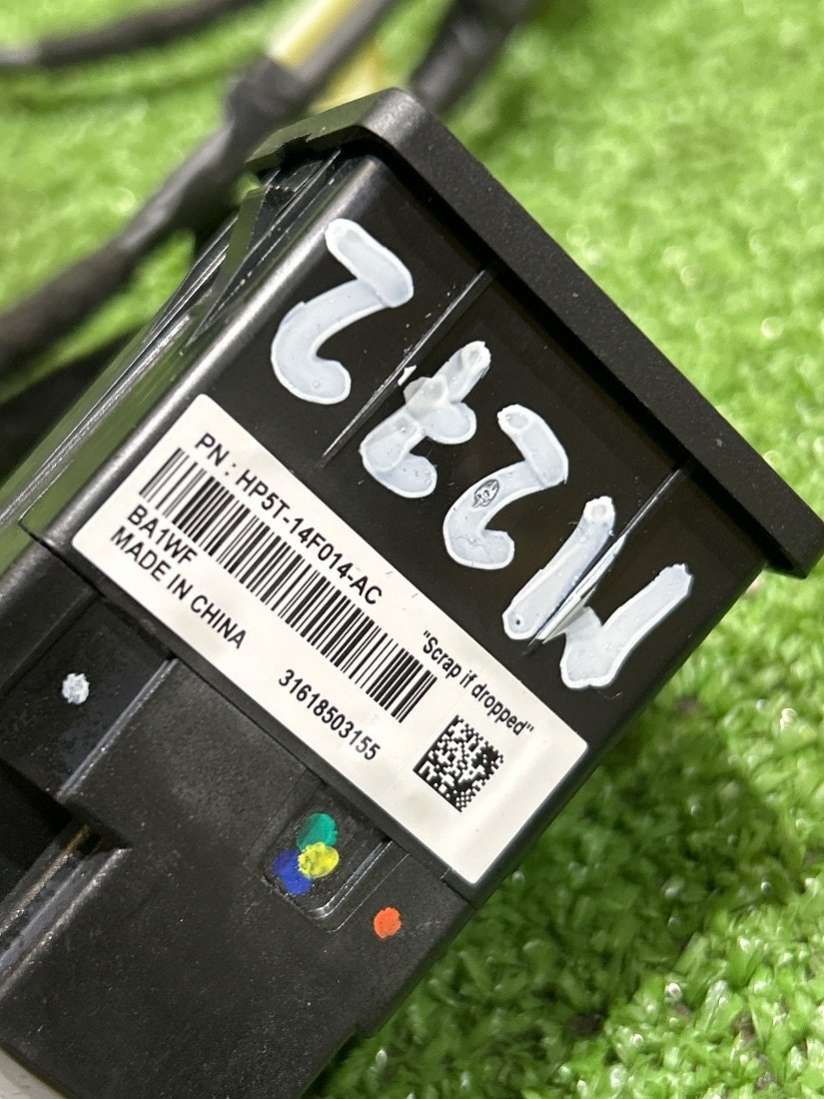 PN : HP5T-14F014-AC
BA1WF
MADE IN CHINA
"Scrap if dropped"
31618503155